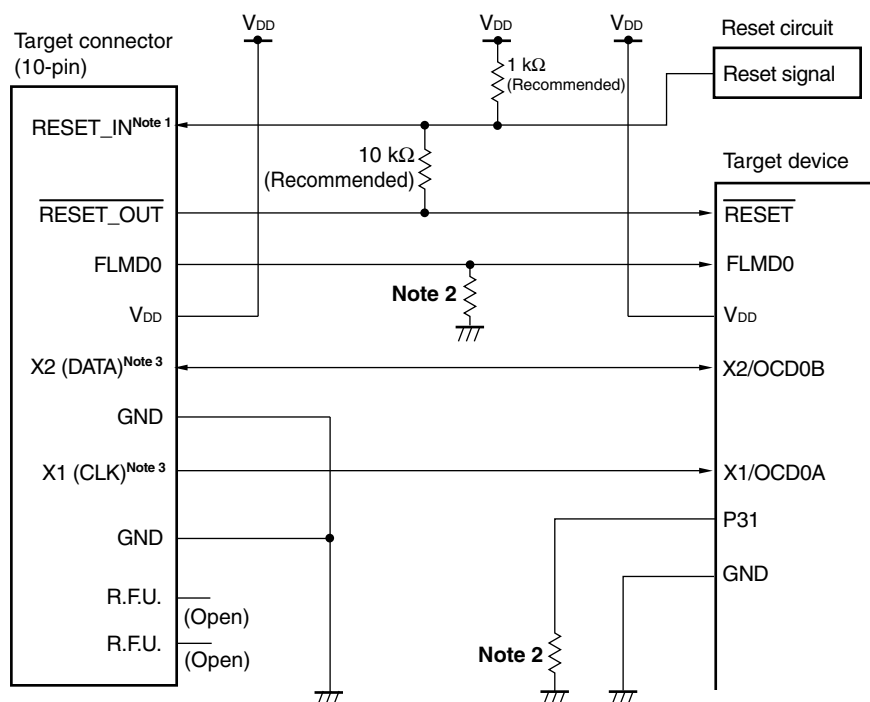 VDD
VDD
VDD
Target connector
(10-pin)
Reset circuit
Reset signal
1 kΩ
(Recommended)
RESET_IN Note 1
10 kΩ
(Recommended)
Target device
RESET_OUT
RESET
FLMD0
FLMD0
Note 2
VDD
VDD
X2 (DATA) Note 3
X2/OCD0B
GND
X1 (CLK) Note 3
X1/OCD0A
P31
GND
GND
R.F.U.
(Open)
R.F.U.
(Open)
Note 2